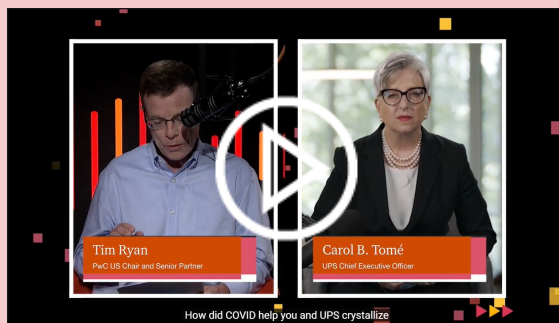 Tim Ryan
PwC US Chair and Senior Partner
Carol B. Tomé
UPS Chief Executive Officer
How did COVID help you and UPS crystallize